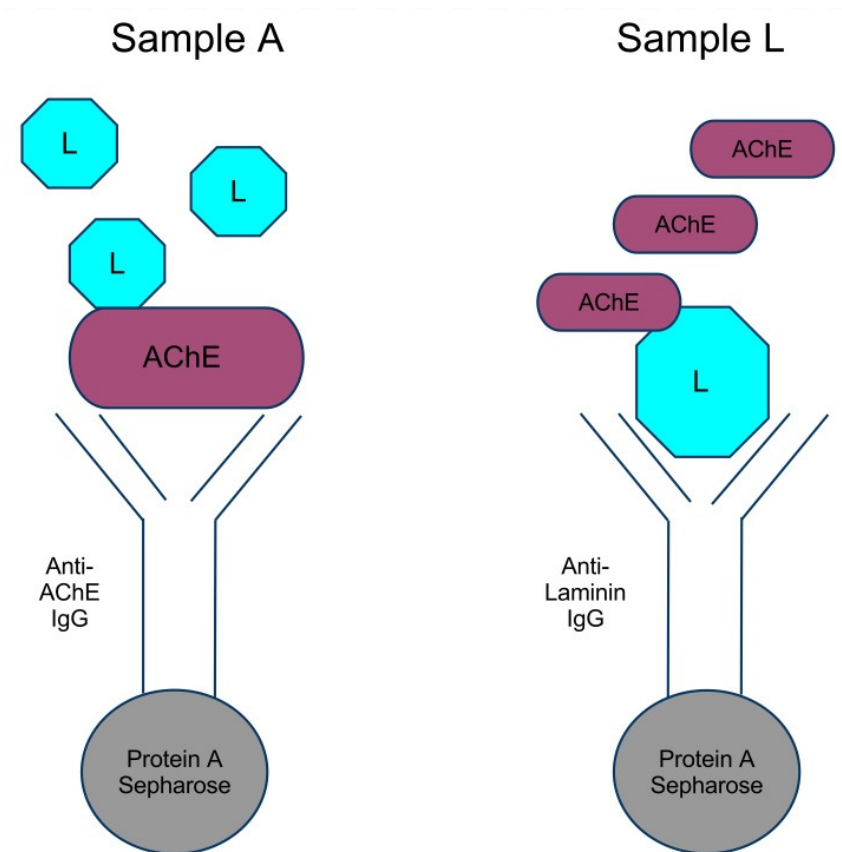 Sample A
Sample L
L
L
L
AChE
AChE
AChE
AChE
L
Anti-
AChE
IgG
Anti-
Laminin
IgG
Protein A
Sepharose
Protein A
Sepharose